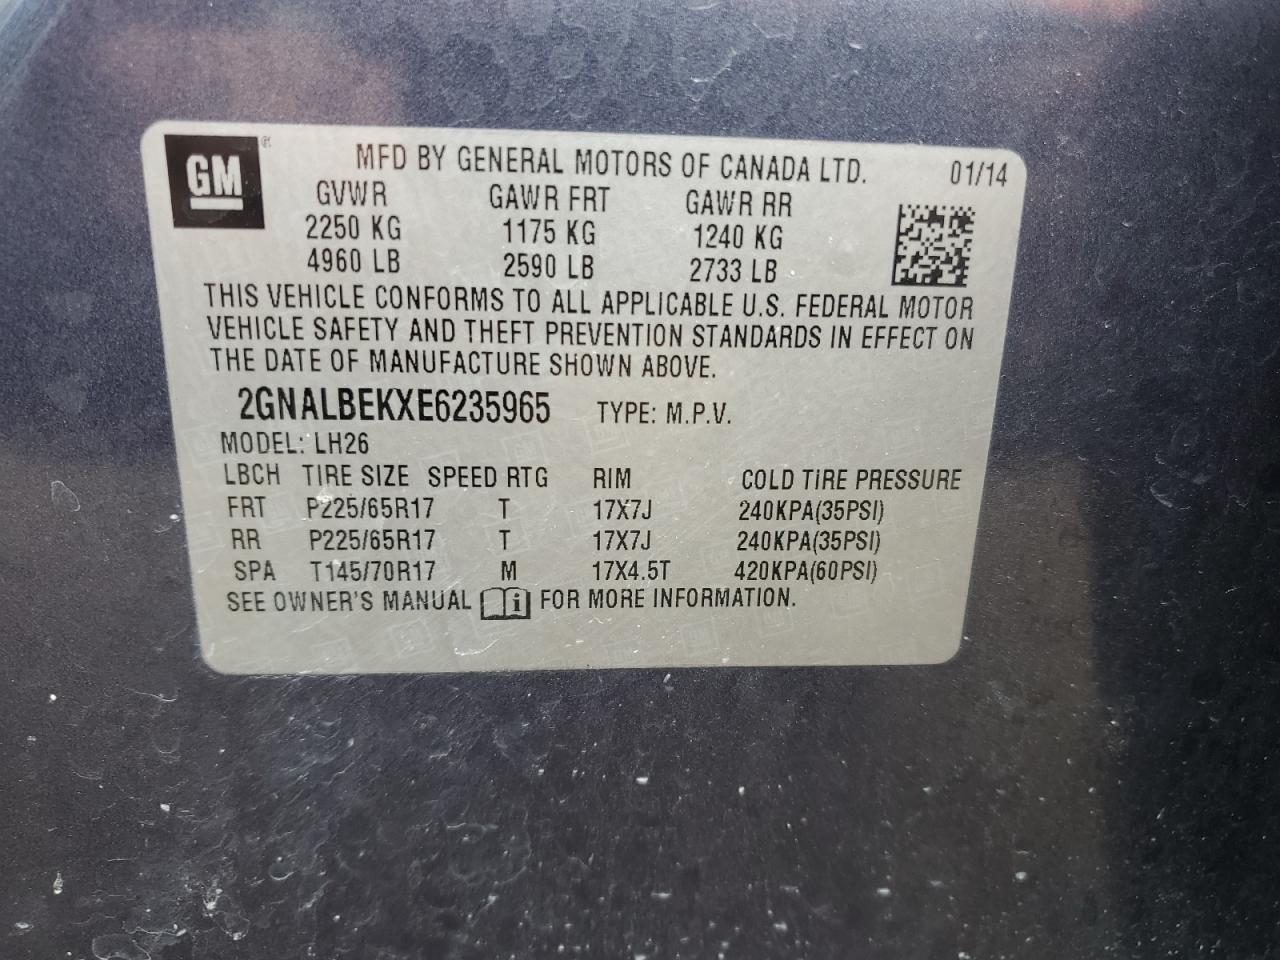 GM® MFD BY GENERAL MOTORS OF CANADA LTD. 01/14
GVWR GAWR FRT GAWR RR
2250 KG 1175 KG 1240 KG
4960 LB 2590 LB 2733 LB
THIS VEHICLE CONFORMS TO ALL APPLICABLE U.S. FEDERAL MOTOR
VEHICLE SAFETY AND THEFT PREVENTION STANDARDS IN EFFECT ON
THE DATE OF MANUFACTURE SHOWN ABOVE.
2GNALBEKXE6235965 TYPE: M.P.V.
MODEL: LH26
LBCH TIRE SIZE SPEED RTG RIM COLD TIRE PRESSURE
FRT P225/65R17 T 17X7J 240KPA(35PSI)
RR P225/65R17 T 17X7J 240KPA(35PSI)
SPA T145/70R17 M 17X4.5T 420KPA(60PSI)
SEE OWNER'S MANUAL i FOR MORE INFORMATION.